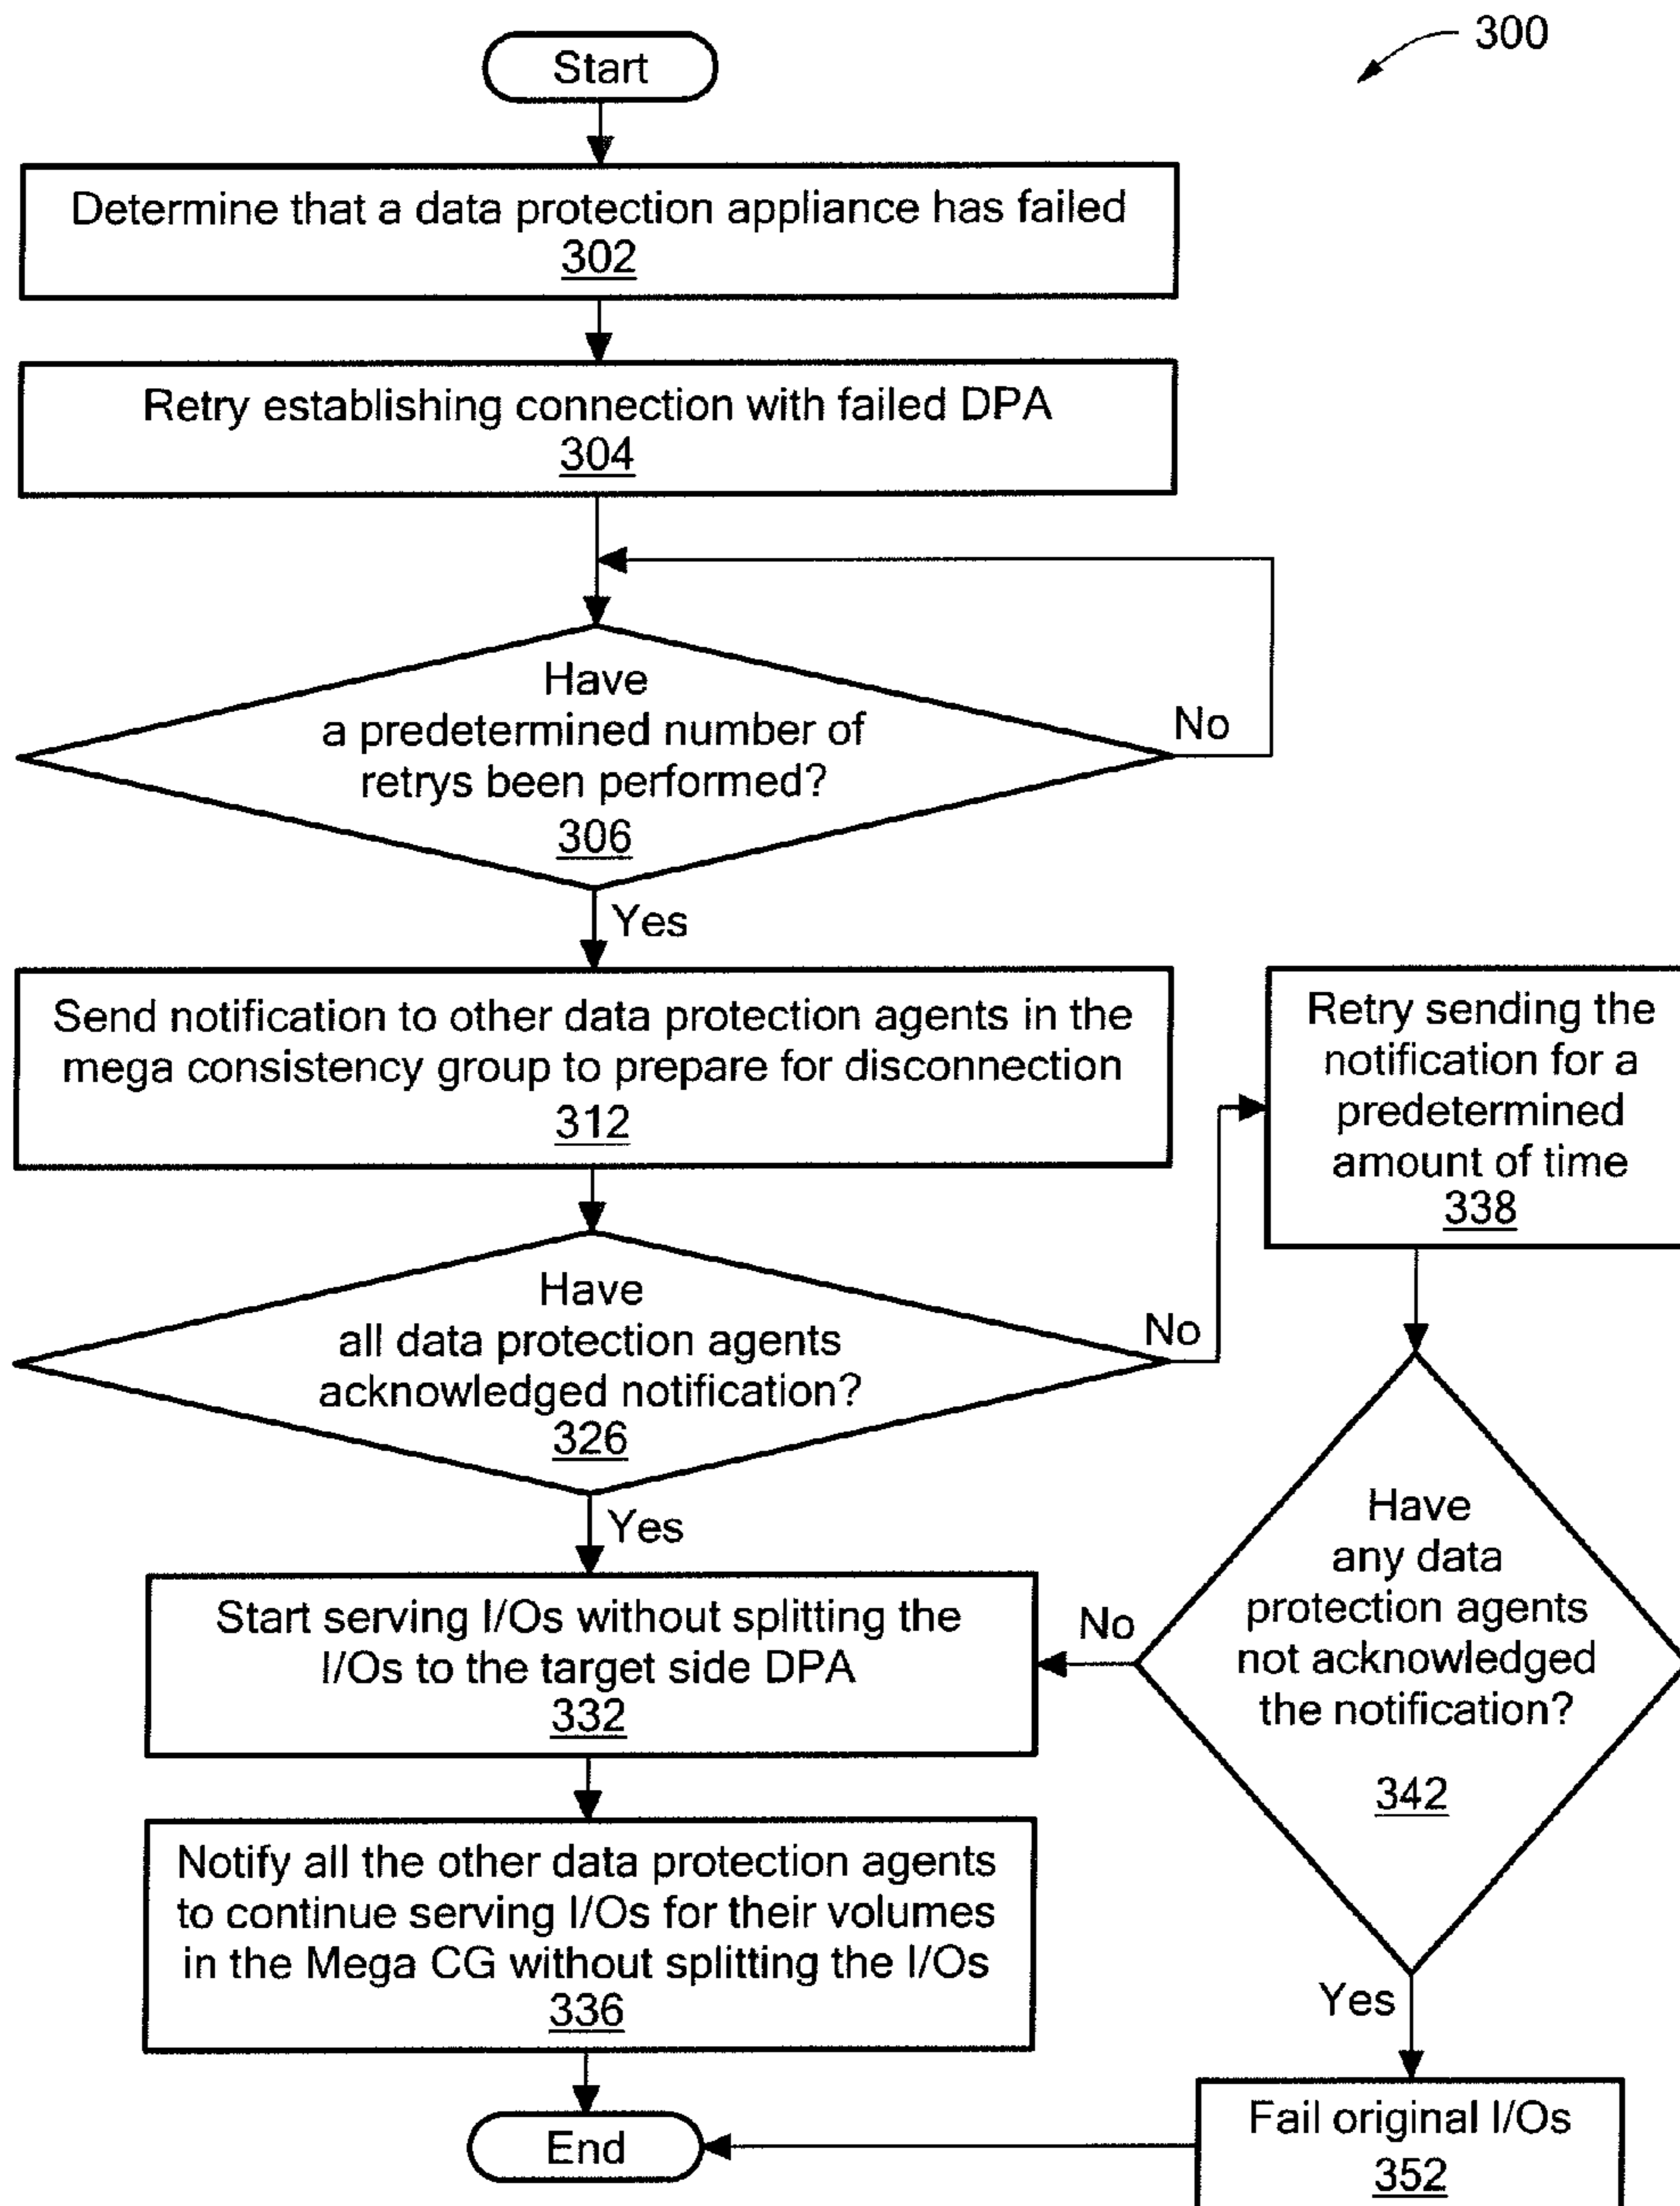 300
Start
Determine that a data protection appliance has failed
302
Retry establishing connection with failed DPA
304
Have
a predetermined number of
retrys been performed?
306
No
Yes
Send notification to other data protection agents in the
mega consistency group to prepare for disconnection
312
Retry sending the
notification for a
predetermined
amount of time
338
Have
all data protection agents
acknowledged notification?
326
No
Yes
Have
any data
protection agents
not acknowledged
the notification?
342
No
Yes
Start serving I/Os without splitting the
I/Os to the target side DPA
332
Notify all the other data protection agents
to continue serving I/Os for their volumes
in the Mega CG without splitting the I/Os
336
Fail original I/Os
352
End